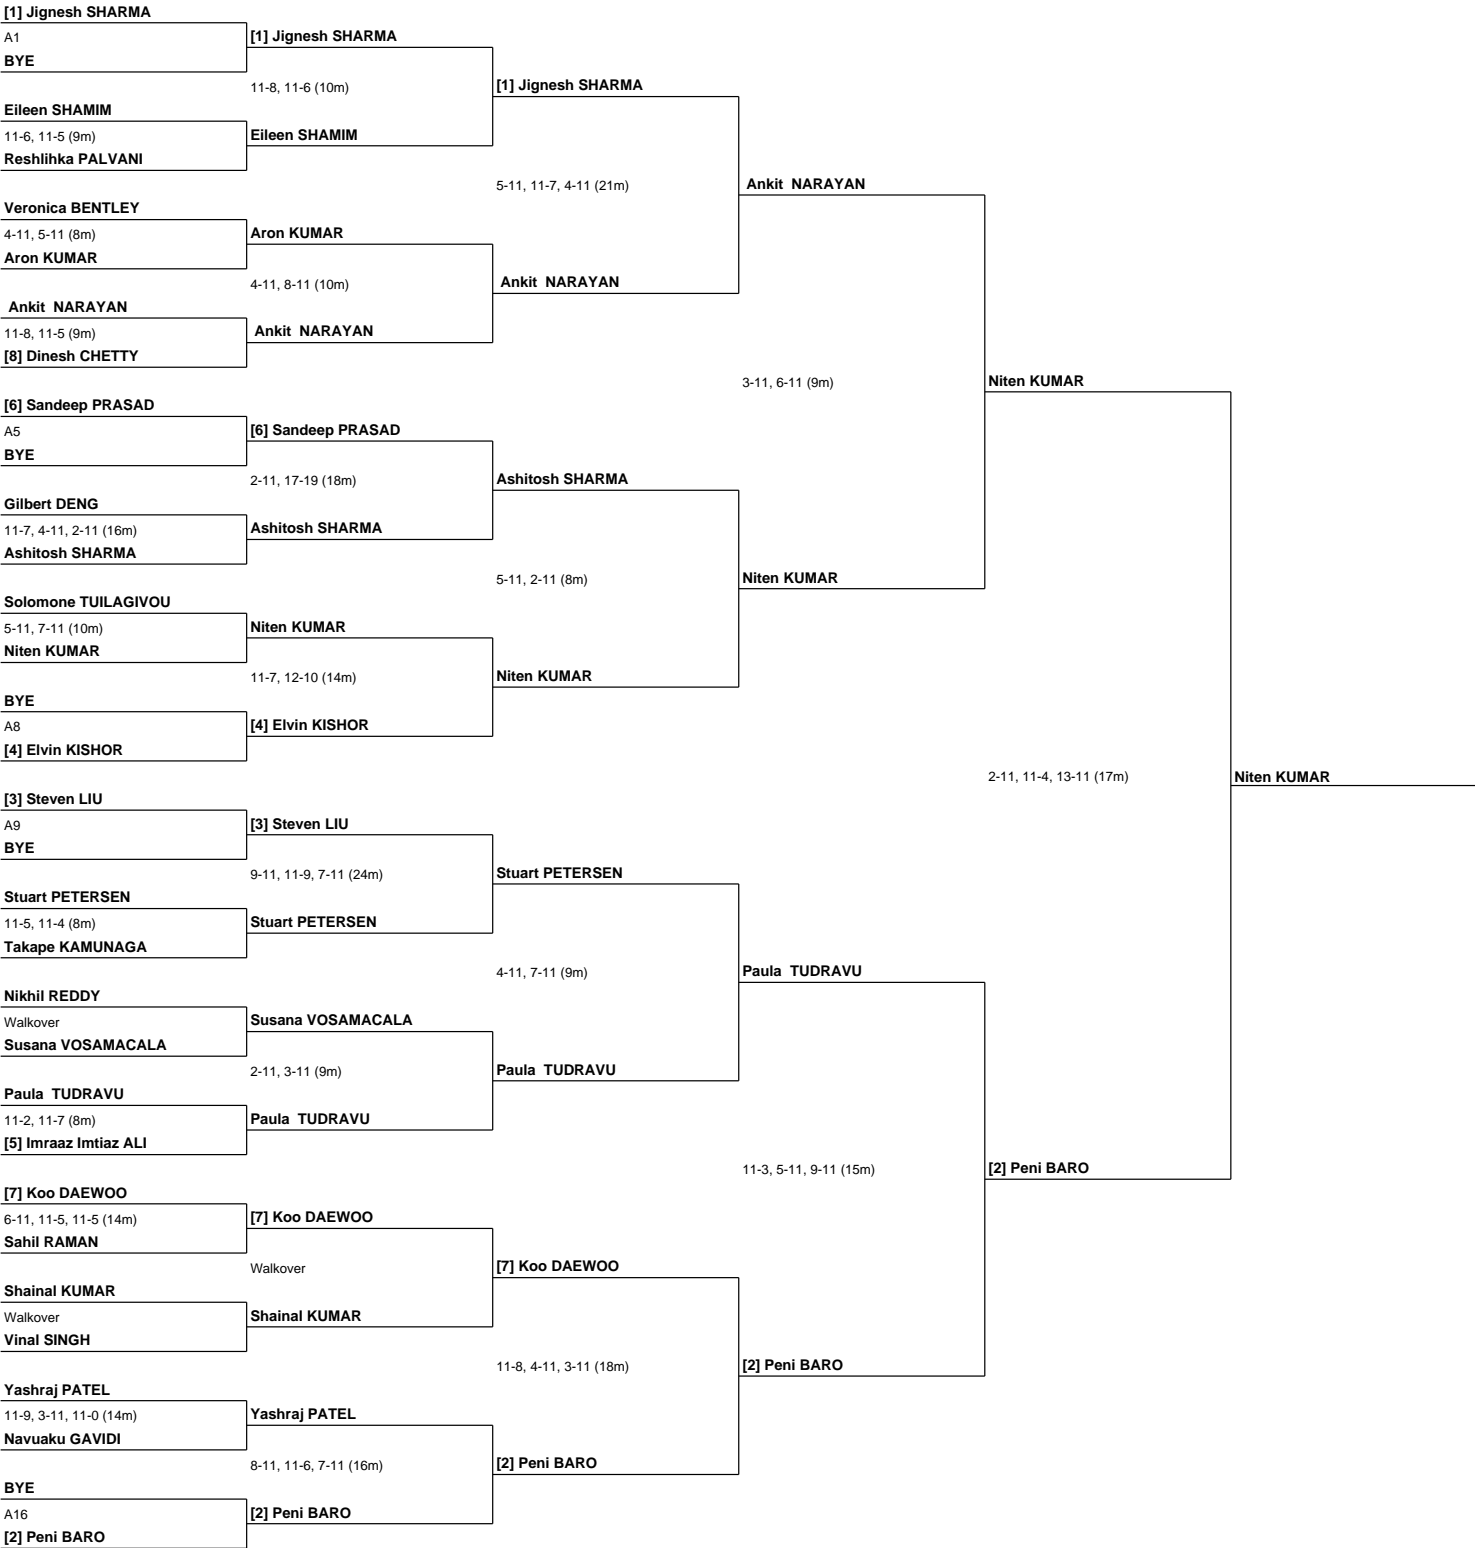 [1] Jignesh SHARMA
A1
[1] Jignesh SHARMA
BYE
11-8, 11-6 (10m)
[1] Jignesh SHARMA
Eileen SHAMIM
11-6, 11-5 (9m)
Eileen SHAMIM
Reshlihka PALVANI
5-11, 11-7, 4-11 (21m)
Ankit NARAYAN
Veronica BENTLEY
4-11, 5-11 (8m)
Aron KUMAR
Aron KUMAR
4-11, 8-11 (10m)
Ankit NARAYAN
Ankit NARAYAN
11-8, 11-5 (9m)
Ankit NARAYAN
[8] Dinesh CHETTY
3-11, 6-11 (9m)
Niten KUMAR
[6] Sandeep PRASAD
A5
[6] Sandeep PRASAD
BYE
2-11, 17-19 (18m)
Ashitosh SHARMA
Gilbert DENG
11-7, 4-11, 2-11 (16m)
Ashitosh SHARMA
Ashitosh SHARMA
5-11, 2-11 (8m)
Niten KUMAR
Solomone TUILAGIVOU
5-11, 7-11 (10m)
Niten KUMAR
Niten KUMAR
11-7, 12-10 (14m)
Niten KUMAR
BYE
A8
[4] Elvin KISHOR
[4] Elvin KISHOR
2-11, 11-4, 13-11 (17m)
Niten KUMAR
[3] Steven LIU
A9
[3] Steven LIU
BYE
9-11, 11-9, 7-11 (24m)
Stuart PETERSEN
Stuart PETERSEN
11-5, 11-4 (8m)
Stuart PETERSEN
Takape KAMUNAGA
4-11, 7-11 (9m)
Paula TUDRAVU
Nikhil REDDY
Walkover
Susana VOSAMACALA
Susana VOSAMACALA
2-11, 3-11 (9m)
Paula TUDRAVU
Paula TUDRAVU
11-2, 11-7 (8m)
Paula TUDRAVU
[5] Imraaz Imtiaz ALI
11-3, 5-11, 9-11 (15m)
[2] Peni BARO
[7] Koo DAEWOO
6-11, 11-5, 11-5 (14m)
[7] Koo DAEWOO
Sahil RAMAN
Walkover
[7] Koo DAEWOO
Shainal KUMAR
Walkover
Shainal KUMAR
Vinal SINGH
11-8, 4-11, 3-11 (18m)
[2] Peni BARO
Yashraj PATEL
11-9, 3-11, 11-0 (14m)
Yashraj PATEL
Navuaku GAVIDI
8-11, 11-6, 7-11 (16m)
[2] Peni BARO
BYE
A16
[2] Peni BARO
[2] Peni BARO